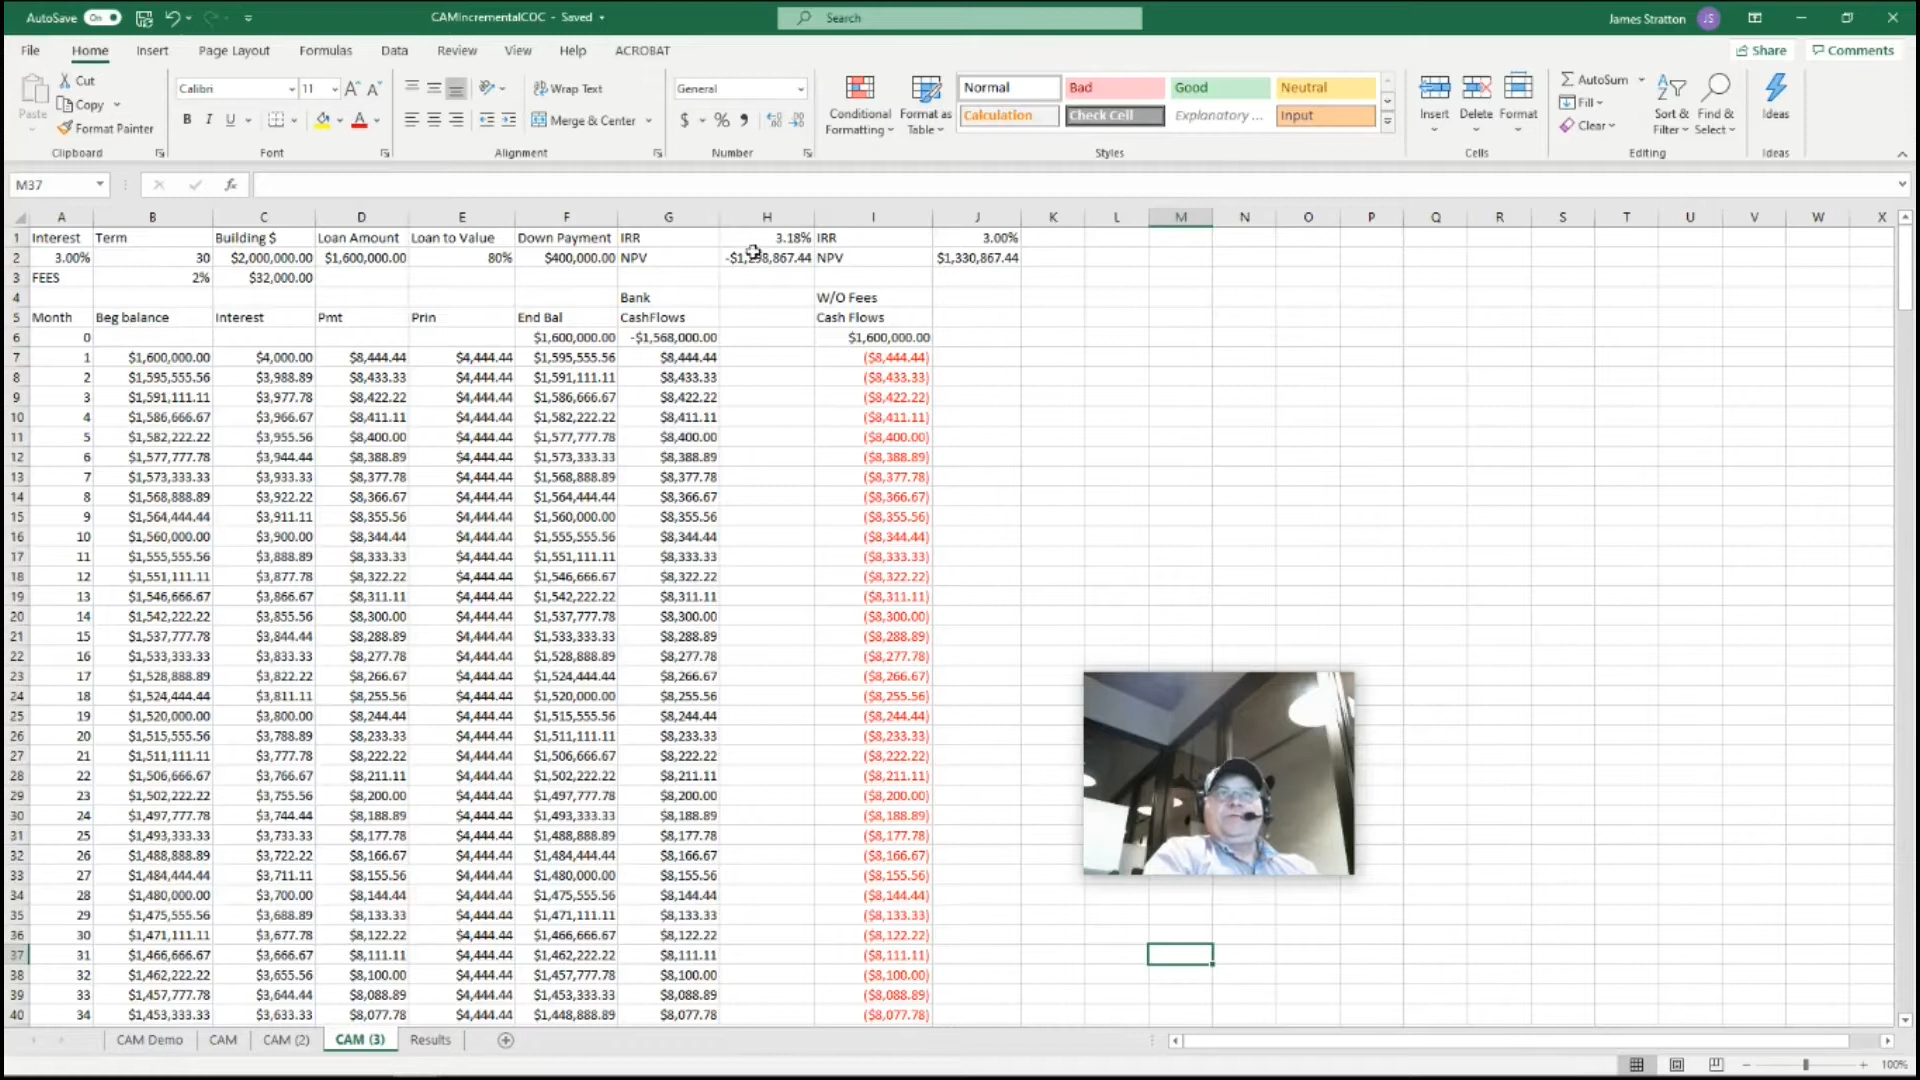 AutoSave On CAMIncrementalCOC - Saved Search James Stratton JS
File Home Insert Page Layout Formulas Data Review View Help ACROBAT Share Comments
Cut Calibri 11 Wrap Text General Normal Bad Good Neutral AutoSum
Paste Copy Conditional Formatting Format as Table Calculation Check Cell Explanatory ... Input Insert Delete Format Fill Sort & Filter Find & Select Ideas
Format Painter B I U Merge & Center $ % Clear
Clipboard Font Alignment Number Styles Cells Editing Ideas
M37 fx
A B C D E F G H I J K L M N O P Q R S T U V W X
1 Interest Term Building $ Loan Amount Loan to Value Down Payment IRR 3.18% IRR 3.00%
2 3.00% 30 $2,000,000.00 $1,600,000.00 80% $400,000.00 NPV NPV $1,330,867.44
3 FEES 2% $32,000.00
4 Bank W/O Fees
5 Month Beg balance Interest Pmt Prin End Bal CashFlows Cash Flows
6 0 $1,600,000.00 -$1,568,000.00 $1,600,000.00
7 1 $1,600,000.00 $4,000.00 $8,444.44 $4,444.44 $1,595,555.56 $8,444.44 ($8,444.44)
8 2 $1,595,555.56 $3,988.89 $8,433.33 $4,444.44 $1,591,111.11 $8,433.33 ($8,433.33)
9 3 $1,591,111.11 $3,977.78 $8,422.22 $4,444.44 $1,586,666.67 $8,422.22 ($8,422.22)
10 4 $1,586,666.67 $3,966.67 $8,411.11 $4,444.44 $1,582,222.22 $8,411.11 ($8,411.11)
11 5 $1,582,222.22 $3,955.56 $8,400.00 $4,444.44 $1,577,777.78 $8,400.00 ($8,400.00)
12 6 $1,577,777.78 $3,944.44 $8,388.89 $4,444.44 $1,573,333.33 $8,388.89 ($8,388.89)
13 7 $1,573,333.33 $3,933.33 $8,377.78 $4,444.44 $1,568,888.89 $8,377.78 ($8,377.78)
14 8 $1,568,888.89 $3,922.22 $8,366.67 $4,444.44 $1,564,444.44 $8,366.67 ($8,366.67)
15 9 $1,564,444.44 $3,911.11 $8,355.56 $4,444.44 $1,560,000.00 $8,355.56 ($8,355.56)
16 10 $1,560,000.00 $3,900.00 $8,344.44 $4,444.44 $1,555,555.56 $8,344.44 ($8,344.44)
17 11 $1,555,555.56 $3,888.89 $8,333.33 $4,444.44 $1,551,111.11 $8,333.33 ($8,333.33)
18 12 $1,551,111.11 $3,877.78 $8,322.22 $4,444.44 $1,546,666.67 $8,322.22 ($8,322.22)
19 13 $1,546,666.67 $3,866.67 $8,311.11 $4,444.44 $1,542,222.22 $8,311.11 ($8,311.11)
20 14 $1,542,222.22 $3,855.56 $8,300.00 $4,444.44 $1,537,777.78 $8,300.00 ($8,300.00)
21 15 $1,537,777.78 $3,844.44 $8,288.89 $4,444.44 $1,533,333.33 $8,288.89 ($8,288.89)
22 16 $1,533,333.33 $3,833.33 $8,277.78 $4,444.44 $1,528,888.89 $8,277.78 ($8,277.78)
23 17 $1,528,888.89 $3,822.22 $8,266.67 $4,444.44 $1,524,444.44 $8,266.67 ($8,266.67)
24 18 $1,524,444.44 $3,811.11 $8,255.56 $4,444.44 $1,520,000.00 $8,255.56 ($8,255.56)
25 19 $1,520,000.00 $3,800.00 $8,244.44 $4,444.44 $1,515,555.56 $8,244.44 ($8,244.44)
26 20 $1,515,555.56 $3,788.89 $8,233.33 $4,444.44 $1,511,111.11 $8,233.33 ($8,233.33)
27 21 $1,511,111.11 $3,777.78 $8,222.22 $4,444.44 $1,506,666.67 $8,222.22 ($8,222.22)
28 22 $1,506,666.67 $3,766.67 $8,211.11 $4,444.44 $1,502,222.22 $8,211.11 ($8,211.11)
29 23 $1,502,222.22 $3,755.56 $8,200.00 $4,444.44 $1,497,777.78 $8,200.00 ($8,200.00)
30 24 $1,497,777.78 $3,744.44 $8,188.89 $4,444.44 $1,493,333.33 $8,188.89 ($8,188.89)
31 25 $1,493,333.33 $3,733.33 $8,177.78 $4,444.44 $1,488,888.89 $8,177.78 ($8,177.78)
32 26 $1,488,888.89 $3,722.22 $8,166.67 $4,444.44 $1,484,444.44 $8,166.67 ($8,166.67)
33 27 $1,484,444.44 $3,711.11 $8,155.56 $4,444.44 $1,480,000.00 $8,155.56 ($8,155.56)
34 28 $1,480,000.00 $3,700.00 $8,144.44 $4,444.44 $1,475,555.56 $8,144.44 ($8,144.44)
35 29 $1,475,555.56 $3,688.89 $8,133.33 $4,444.44 $1,471,111.11 $8,133.33 ($8,133.33)
36 30 $1,471,111.11 $3,677.78 $8,122.22 $4,444.44 $1,466,666.67 $8,122.22 ($8,122.22)
37 31 $1,466,666.67 $3,666.67 $8,111.11 $4,444.44 $1,462,222.22 $8,111.11 ($8,111.11)
38 32 $1,462,222.22 $3,655.56 $8,100.00 $4,444.44 $1,457,777.78 $8,100.00 ($8,100.00)
39 33 $1,457,777.78 $3,644.44 $8,088.89 $4,444.44 $1,453,333.33 $8,088.89 ($8,088.89)
40 34 $1,453,333.33 $3,633.33 $8,077.78 $4,444.44 $1,448,888.89 $8,077.78 ($8,077.78)
CAM Demo CAM CAM (2) CAM (3) Results
100%